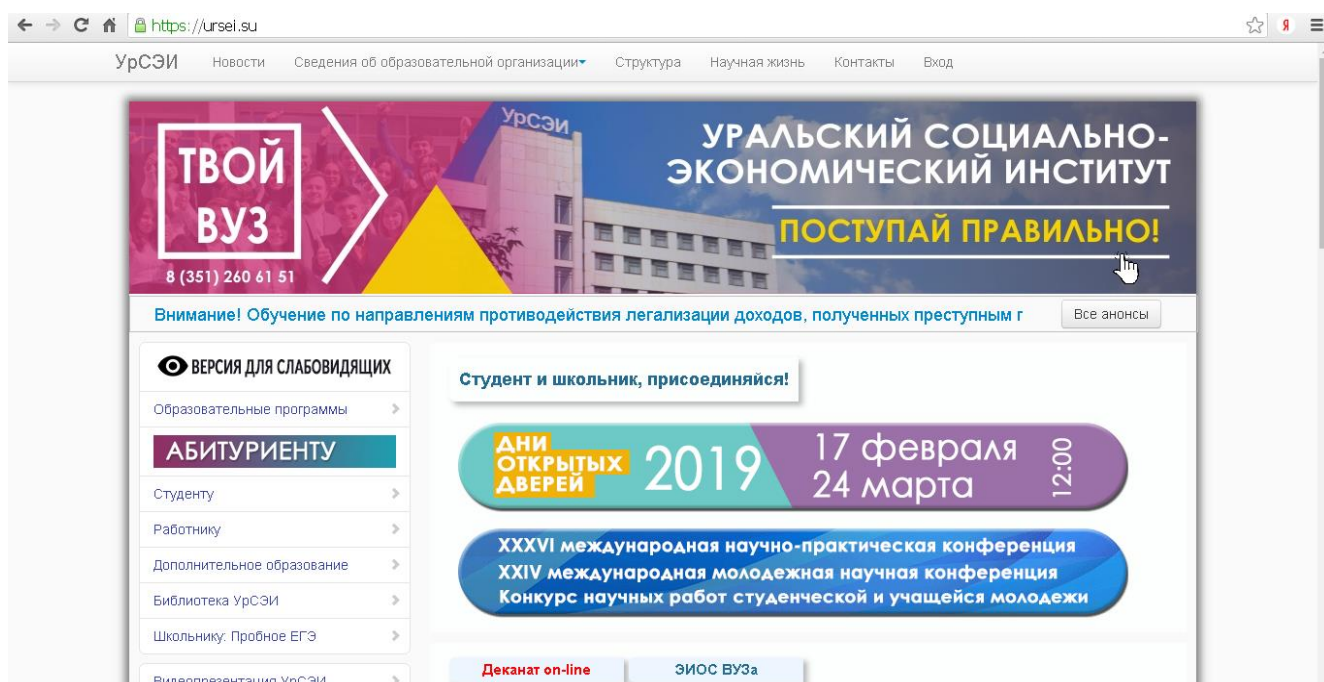 https://ursei.su
УрСЭИ Новости Сведения об образовательной организации Структура Научная жизнь Контакты Вход
ТВОЙ
ВУЗ
8 (351) 260 61 51
УрСЭИ
УРАЛЬСКИЙ СОЦИАЛЬНО-
ЭКОНОМИЧЕСКИЙ ИНСТИТУТ
ПОСТУПАЙ ПРАВИЛЬНО!
Внимание! Обучение по направлениям противодействия легализации доходов, полученных преступным г
Все анонсы
ВЕРСИЯ ДЛЯ СЛАБОВИДЯЩИХ
Образовательные программы
АБИТУРИЕНТУ
Студенту
Работнику
Дополнительное образование
Библиотека УрСЭИ
Школьнику: Пробное ЕГЭ
Видеопрезентация УрСЭИ
Студент и школьник, присоединяйся!
ДНИ
ОТКРЫТЫХ
ДВЕРЕЙ
2019
17 февраля
24 марта
12:00
XXXVI международная научно-практическая конференция
XXIV международная молодежная научная конференция
Конкурс научных работ студенческой и учащейся молодежи
Деканат on-line
ЭИОС ВУЗа